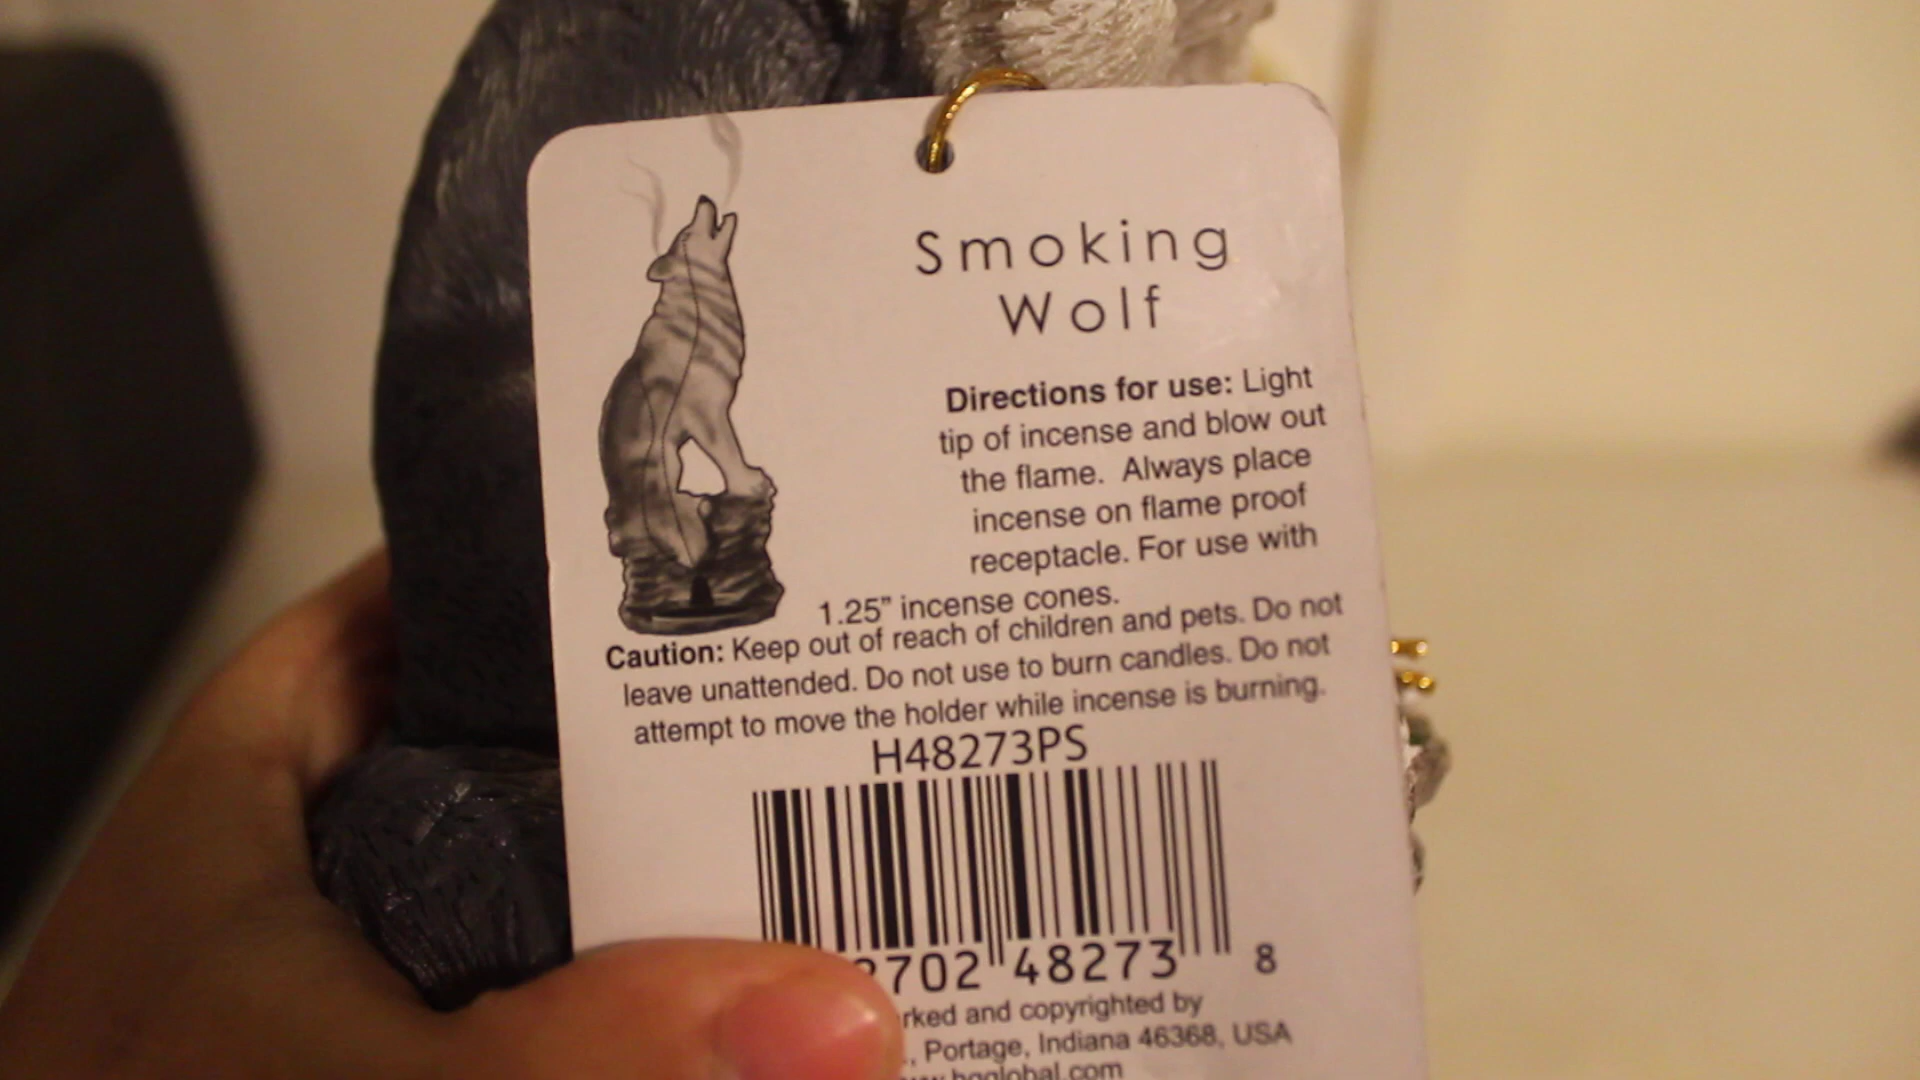 Smoking
Wolf
Directions for use: Light
tip of incense and blow out
the flame. Always place
incense on flame proof
receptacle. For use with
1.25" incense cones.
Caution: Keep out of reach of children and pets. Do not
leave unattended. Do not use to burn candles. Do not
attempt to move the holder while incense is burning.
H48273PS
702 48273 8
and copyrighted by
, Portage, Indiana 46368, USA